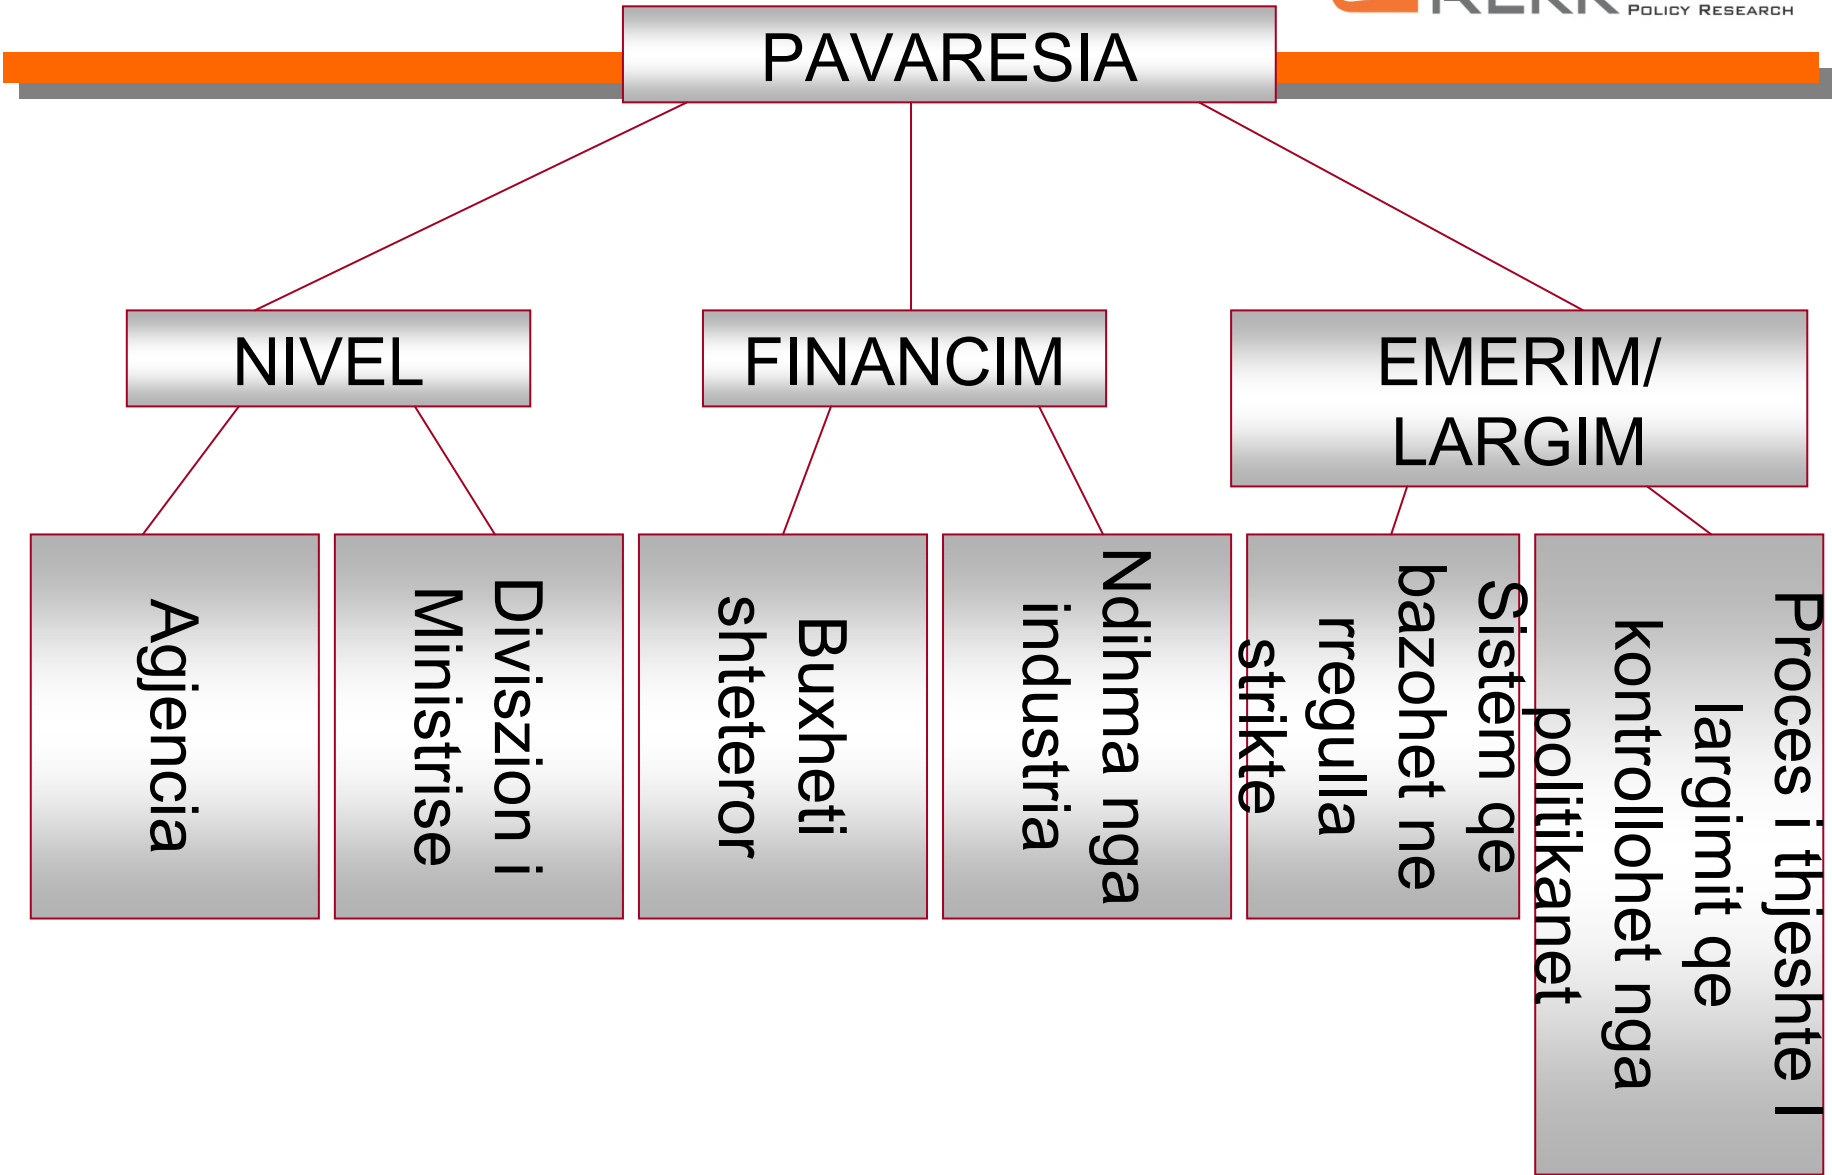 POLICY RESEARCH
PAVARESIA
NIVEL
FINANCIM
EMERIM/
LARGIM
Agjencia
Diviszion i
Ministrise
Buxheti
shteteror
Ndihma nga
industria
Sistem qe
bazohet ne
rregulla
strikte
Proces i thjeshte I
largimit qe
kontrollohet nga
politikanet